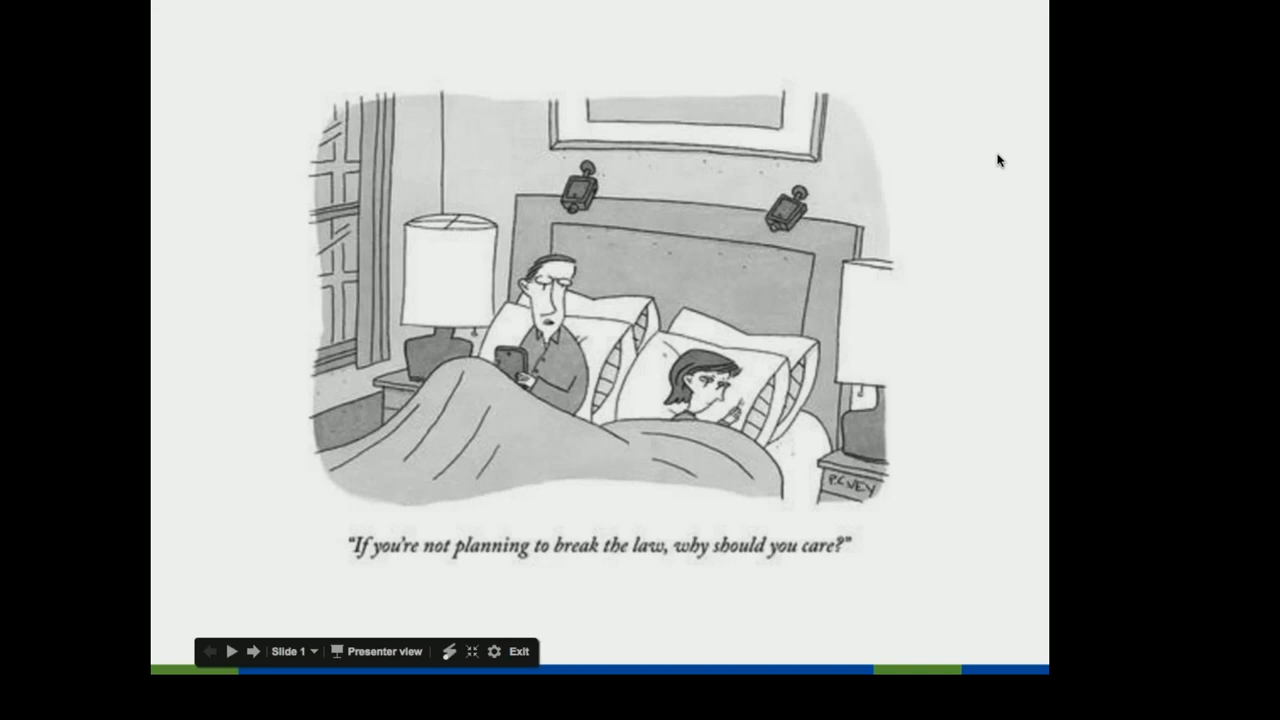 P.C. VEY
“If you’re not planning to break the law, why should you care?”
Slide 1 Presenter view Exit